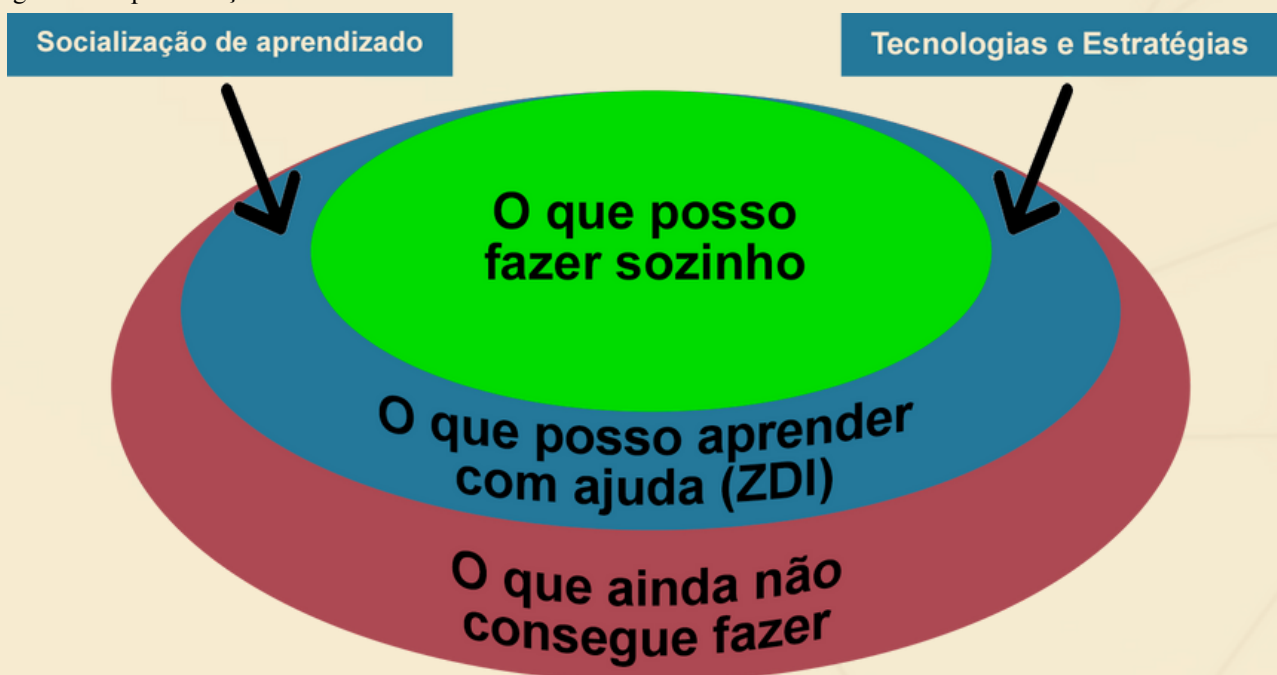 Socialização de aprendizado
Tecnologias e Estratégias
O que posso
fazer sozinho
O que posso aprender
com ajuda (ZDI)
O que ainda não
consegue fazer